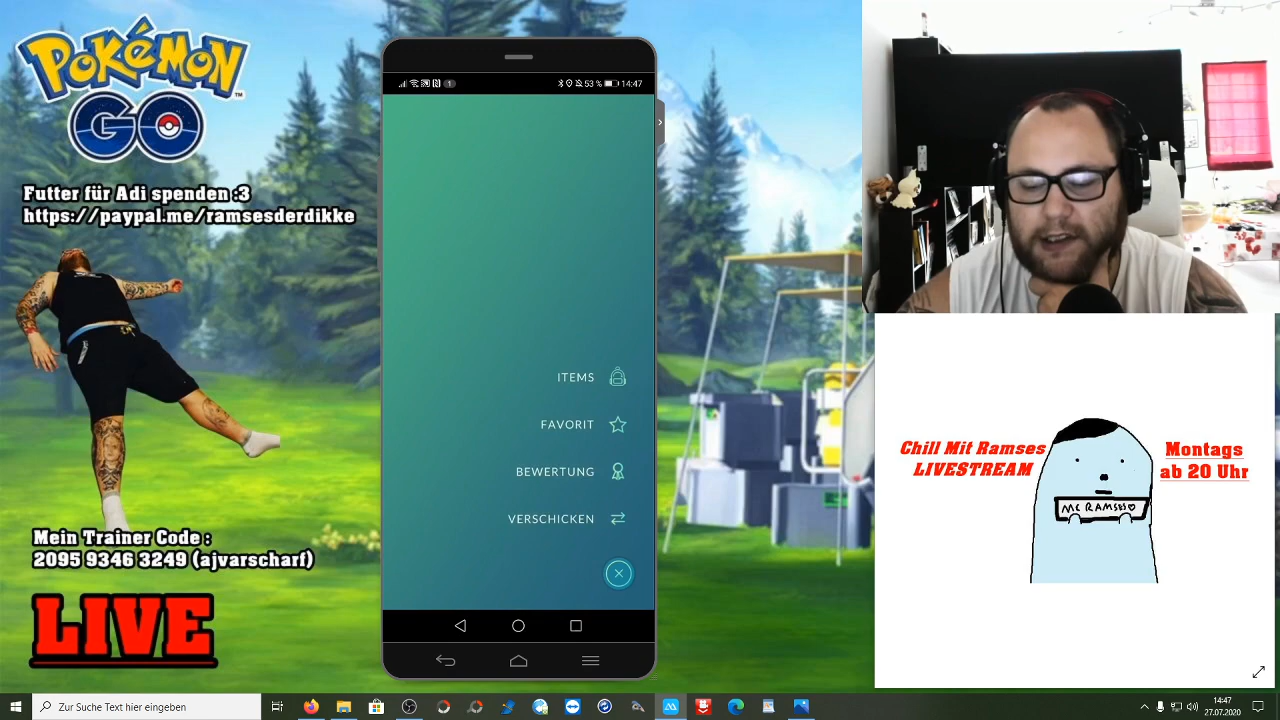 POKÉMON
GO
TM
Futter für Adi spenden :3
https://paypal.me/ramsesderdikke
Mein Trainer Code :
2095 9346 3249 (ajvarscharf)
LIVE
1
53 %
14:47
ITEMS
FAVORIT
BEWERTUNG
VERSCHICKEN
Chill Mit Ramses
LIVESTREAM
Montags
ab 20 Uhr
MC RAMSES♡
Zur Suche Text hier eingeben
14:47
27.07.2020